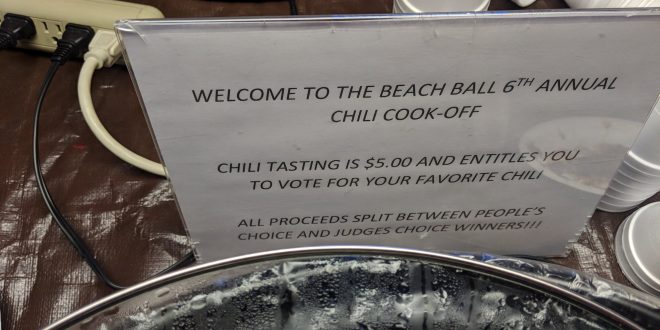 WELCOME TO THE BEACH BALL 6TH ANNUAL
CHILI COOK-OFF
CHILI TASTING IS $5.00 AND ENTITLES YOU
TO VOTE FOR YOUR FAVORITE CHILI
ALL PROCEEDS SPLIT BETWEEN PEOPLE'S
CHOICE AND JUDGES CHOICE WINNERS!!!